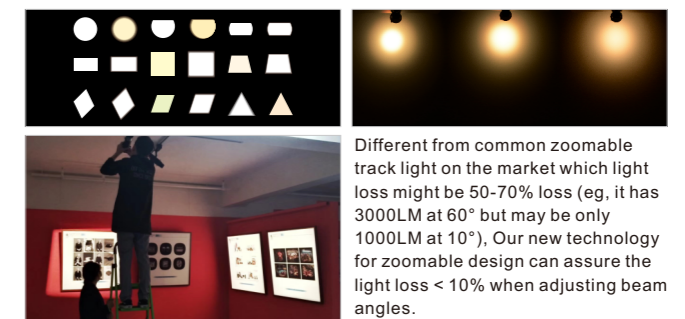 Different from common zoomable
track light on the market which light
loss might be 50-70% loss (eg, it has
3000LM at 60° but may be only
1000LM at 10°), Our new technology
for zoomable design can assure the
light loss < 10% when adjusting beam
angles.